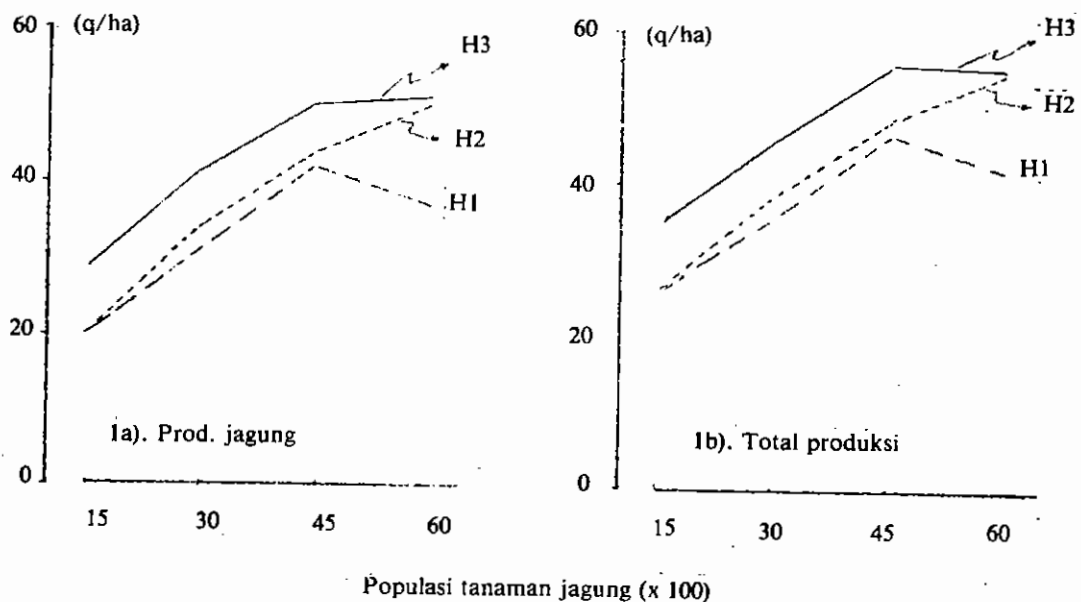 60 (q/ha)
H3
H2
40
H1
20
1a). Prod. jagung
0
15 30 45 60
60
(q/ha)
H3
H2
H1
40
20
1b). Total produksi
0
15 30 45 60
Populasi tanaman jagung (x 100)